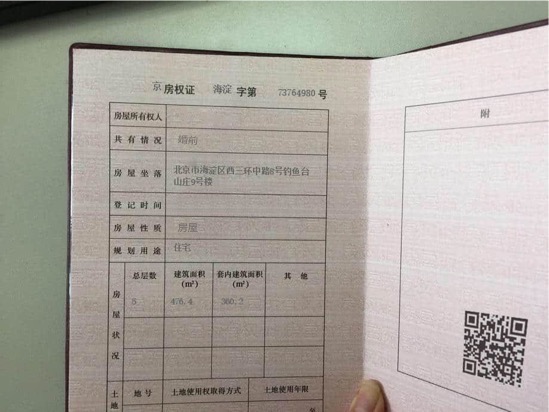 京 房权证 海淀 字第 73764980 号
房屋所有权人
共有情况 婚前
房屋坐落 北京市海淀区西三环中路8号钓鱼台
山庄9号楼
登记时间
房屋性质 房屋
规划用途 住宅
房屋状况
总层数 建筑面积 (m²) 套内建筑面积 (m²) 其他
5 476.4 360.2
土地
地号 土地使用权取得方式 土地使用年限
年
附